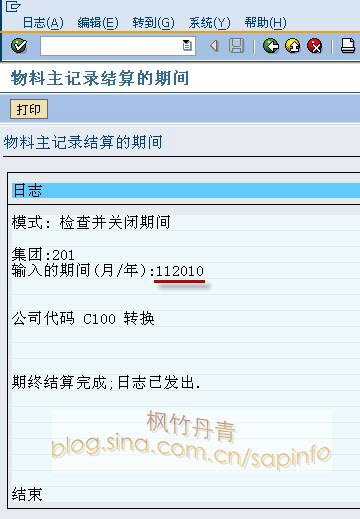 日志(A) 编辑(E) 转到(G) 系统(Y) 帮助(H)
物料主记录结算的期间
打印
物料主记录结算的期间
日志
模式: 检查并关闭期间
集团:201
输入的期间(月/年):112010
公司代码 C100 转换
期终结算完成;日志已发出.
枫竹丹青
blog.sina.com.cn/sapinfo
结束